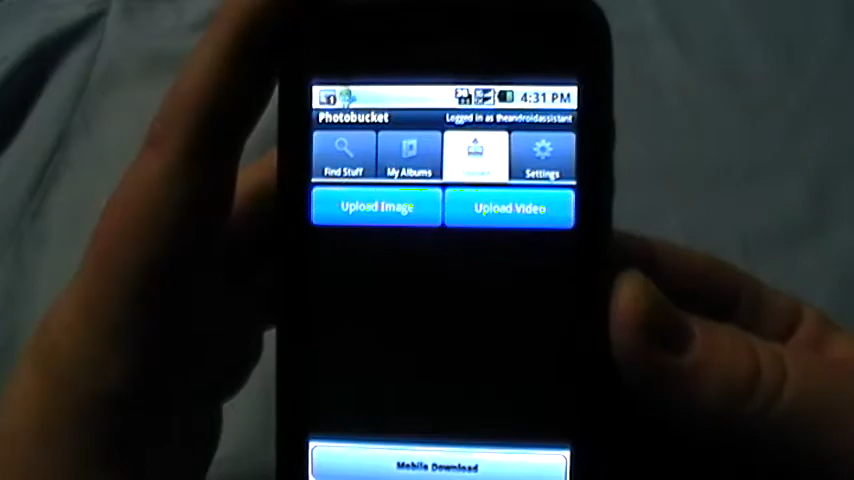 4:31 PM
Photobucket Logged in as theandroidassistant
Find Stuff My Albums Upload Settings
Upload Image Upload Video
Mobile Download